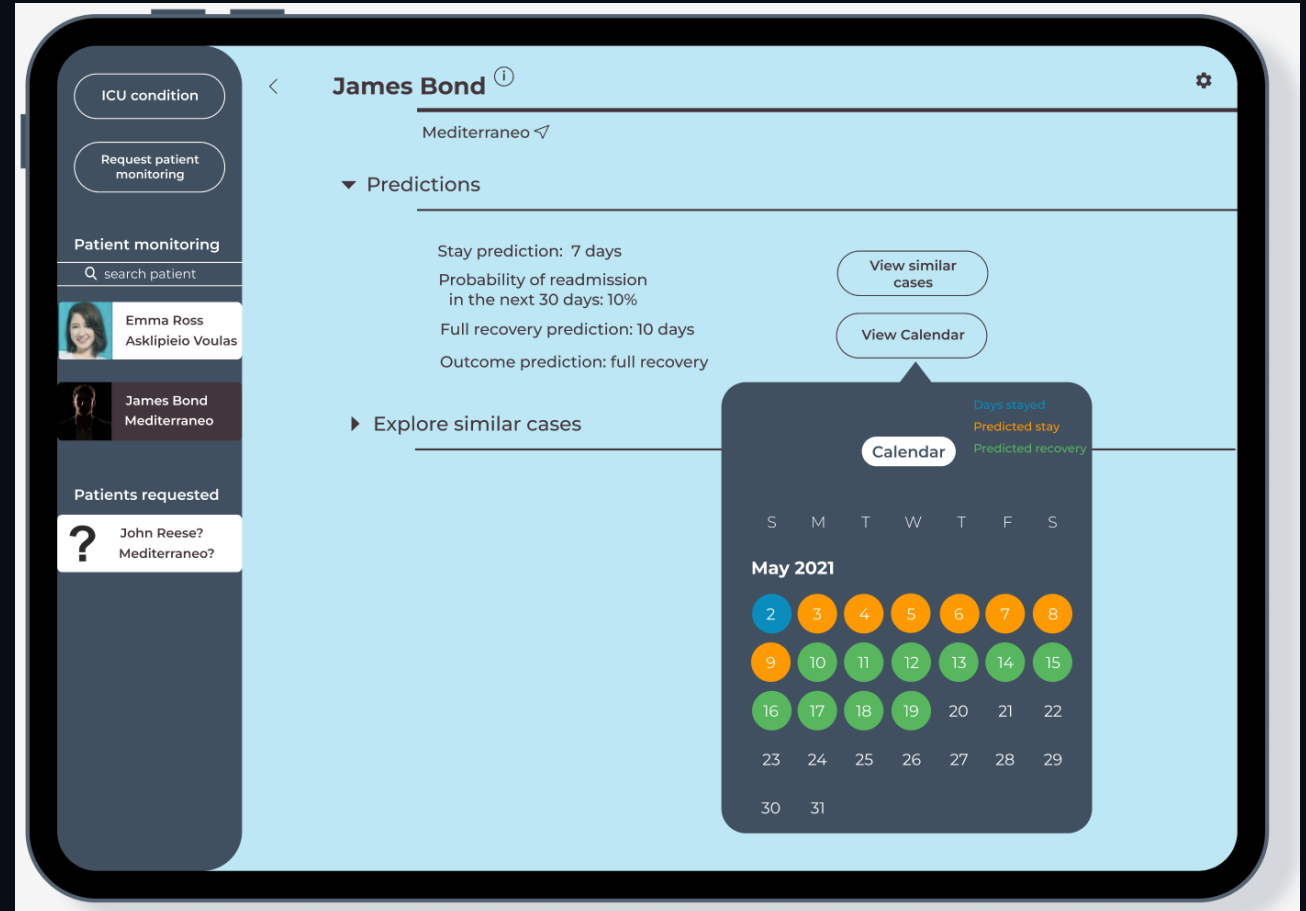 ICU condition
Request patient
monitoring
Patient monitoring
search patient
Emma Ross
Asklipieio Voulas
James Bond
Mediterraneo
Patients requested
?
John Reese?
Mediterraneo?
James Bond i
Mediterraneo
Predictions
Stay prediction: 7 days
Probability of readmission
in the next 30 days: 10%
Full recovery prediction: 10 days
Outcome prediction: full recovery
View similar
cases
View Calendar
Explore similar cases
Days stayed
Predicted stay
Predicted recovery
Calendar
S M T W T F S
May 2021
2 3 4 5 6 7 8
9 10 11 12 13 14 15
16 17 18 19 20 21 22
23 24 25 26 27 28 29
30 31